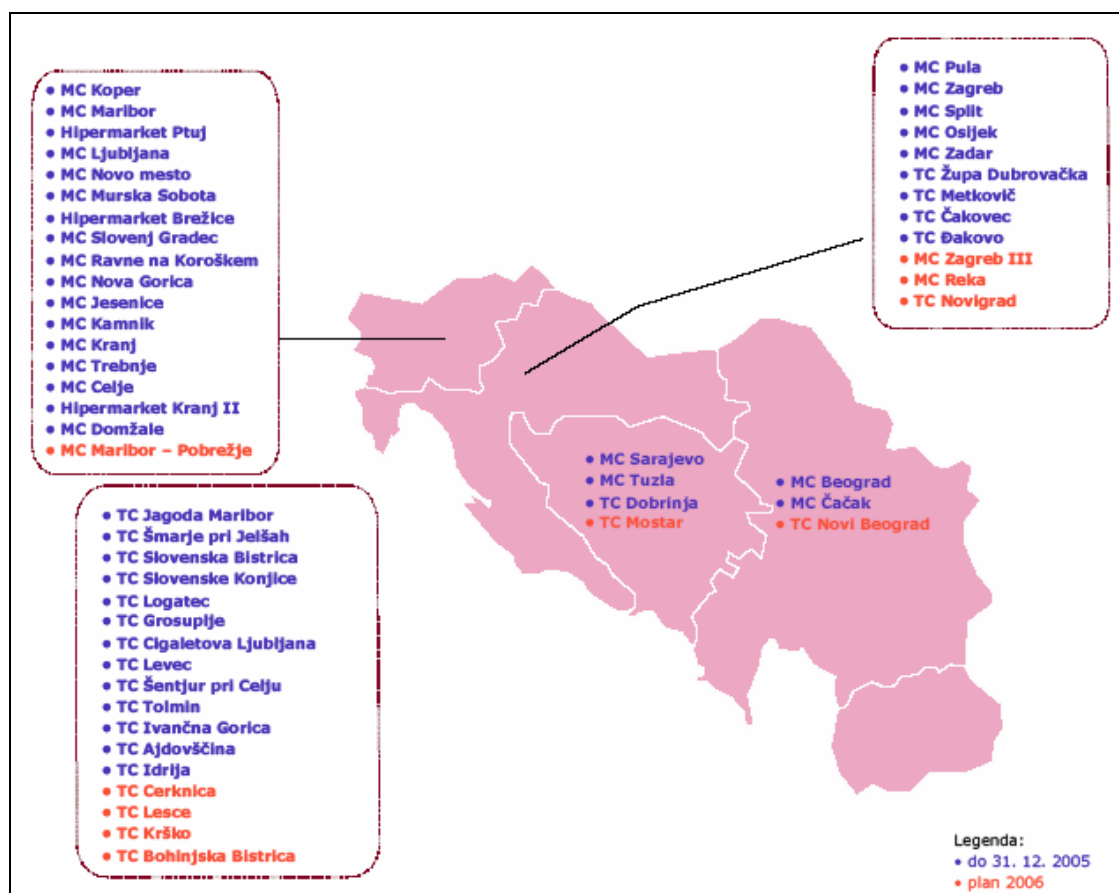 • MC Koper
• MC Maribor
• Hipermarket Ptuj
• MC Ljubljana
• MC Novo mesto
• MC Murska Sobota
• Hipermarket Brežice
• MC Slovenj Gradec
• MC Ravne na Koroškem
• MC Nova Gorica
• MC Jesenice
• MC Kamnik
• MC Kranj
• MC Trebnje
• MC Celje
• Hipermarket Kranj II
• MC Domžale
• MC Maribor – Pobrežje
• TC Jagoda Maribor
• TC Šmarje pri Jelšah
• TC Slovenska Bistrica
• TC Slovenske Konjice
• TC Logatec
• TC Grosuplje
• TC Cigaletova Ljubljana
• TC Levec
• TC Šentjur pri Celju
• TC Tolmin
• TC Ivančna Gorica
• TC Ajdovščina
• TC Idrija
• TC Cerknica
• TC Lesce
• TC Krško
• TC Bohinjska Bistrica
• MC Pula
• MC Zagreb
• MC Split
• MC Osijek
• MC Zadar
• TC Župa Dubrovačka
• TC Metkovič
• TC Čakovec
• TC Đakovo
• MC Zagreb III
• MC Reka
• TC Novigrad
• MC Sarajevo
• MC Tuzla
• TC Dobrinja
• TC Mostar
• MC Beograd
• MC Čačak
• TC Novi Beograd
Legenda:
• do 31. 12. 2005
• plan 2006